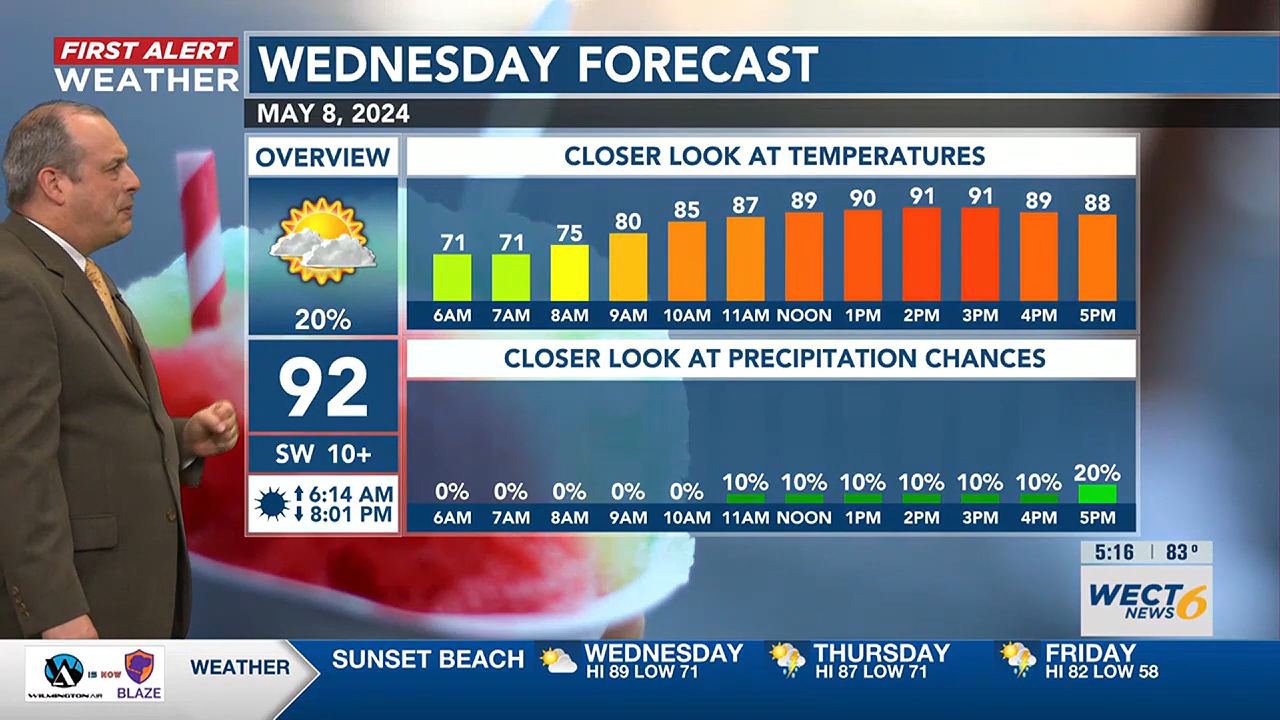 FIRST ALERT
WEATHER
WEDNESDAY FORECAST
MAY 8, 2024
OVERVIEW
20%
92
SW 10+
6:14 AM
8:01 PM
CLOSER LOOK AT TEMPERATURES
71 71 75 80 85 87 89 90 91 91 89 88
6AM 7AM 8AM 9AM 10AM 11AM NOON 1PM 2PM 3PM 4PM 5PM
CLOSER LOOK AT PRECIPITATION CHANCES
0% 0% 0% 0% 0% 10% 10% 10% 10% 10% 10% 20%
6AM 7AM 8AM 9AM 10AM 11AM NOON 1PM 2PM 3PM 4PM 5PM
5:16 | 83°
WECT6
NEWS
WILMINGTON AIR
IS NOW
BLAZE
WEATHER
SUNSET BEACH
WEDNESDAY
HI 89 LOW 71
THURSDAY
HI 87 LOW 71
FRIDAY
HI 82 LOW 58